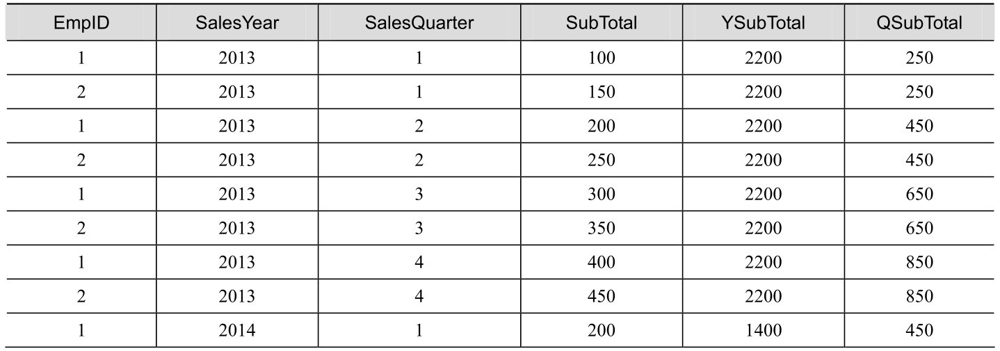 EmpID SalesYear SalesQuarter SubTotal YSubTotal QSubTotal
1 2013 1 100 2200 250
2 2013 1 150 2200 250
1 2013 2 200 2200 450
2 2013 2 250 2200 450
1 2013 3 300 2200 650
2 2013 3 350 2200 650
1 2013 4 400 2200 850
2 2013 4 450 2200 850
1 2014 1 200 1400 450